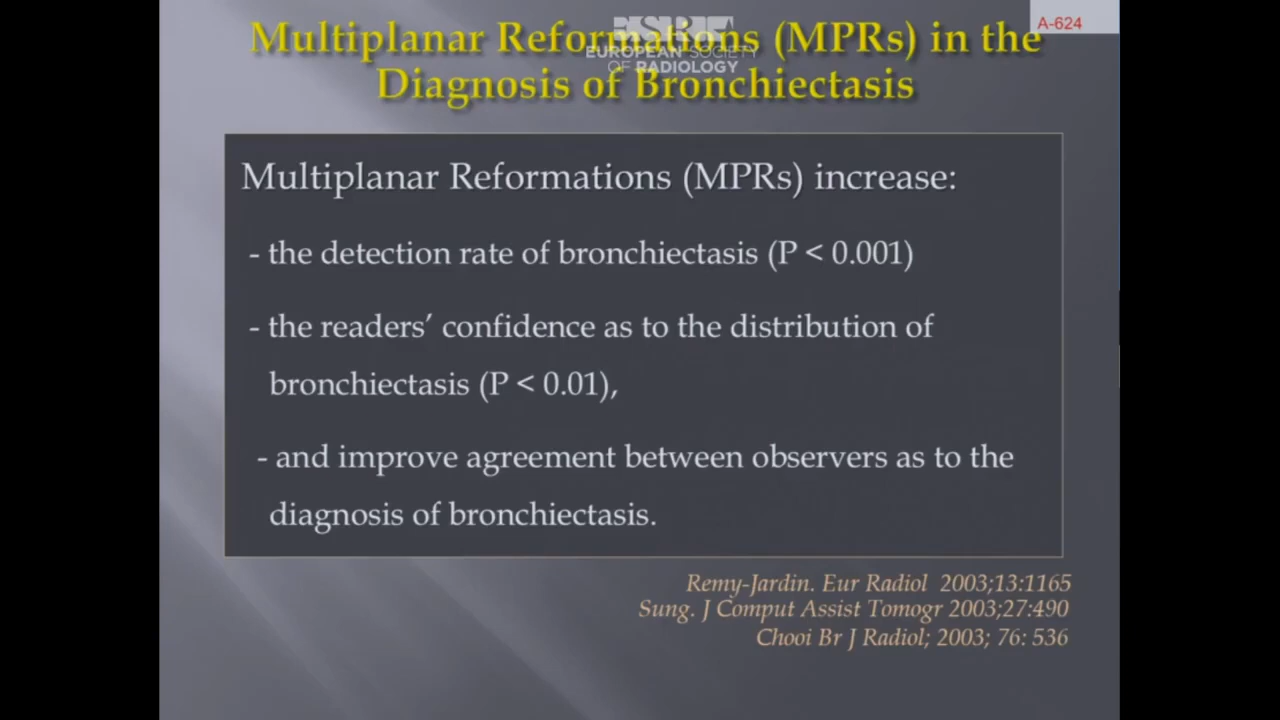 A-624
Multiplanar Reformations (MPRs) in the
EUROPEAN SOCIETY
OF RADIOLOGY
Diagnosis of Bronchiectasis
Multiplanar Reformations (MPRs) increase:
- the detection rate of bronchiectasis (P < 0.001)
- the readers’ confidence as to the distribution of
bronchiectasis (P < 0.01),
- and improve agreement between observers as to the
diagnosis of bronchiectasis.
Remy-Jardin. Eur Radiol 2003;13:1165
Sung. J Comput Assist Tomogr 2003;27:490
Chooi Br J Radiol; 2003; 76: 536